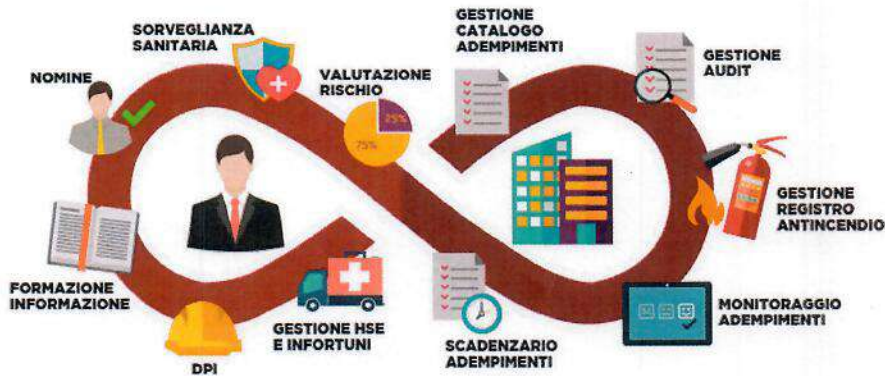 SORVEGLIANZA
SANITARIA
GESTIONE
CATALOGO
ADEMPIMENTI
GESTIONE
AUDIT
NOMINE
VALUTAZIONE
RISCHIO
25%
75%
GESTIONE
REGISTRO
ANTINCENDIO
FORMAZIONE
INFORMAZIONE
GESTIONE HSE
E INFORTUNI
SCADENZARIO
ADEMPIMENTI
MONITORAGGIO
ADEMPIMENTI
DPI